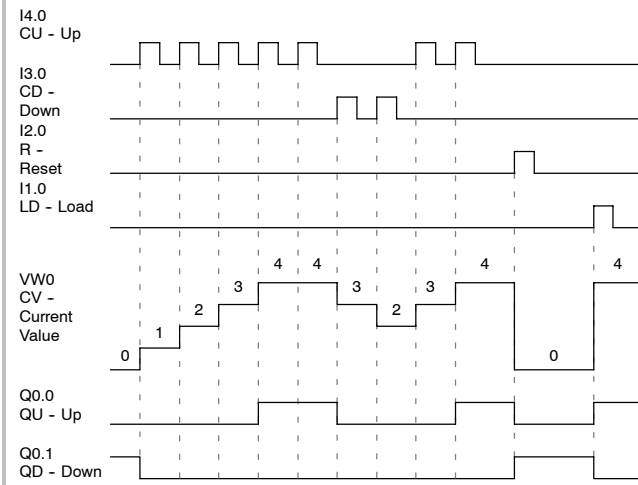 I4.0
CU - Up
I3.0
CD -
Down
I2.0
R -
Reset
I1.0
LD - Load
4 4 4 4
3 3 3
2 2
1
0 0
VW0
CV -
Current
Value
Q0.0
QU - Up
Q0.1
QD - Down